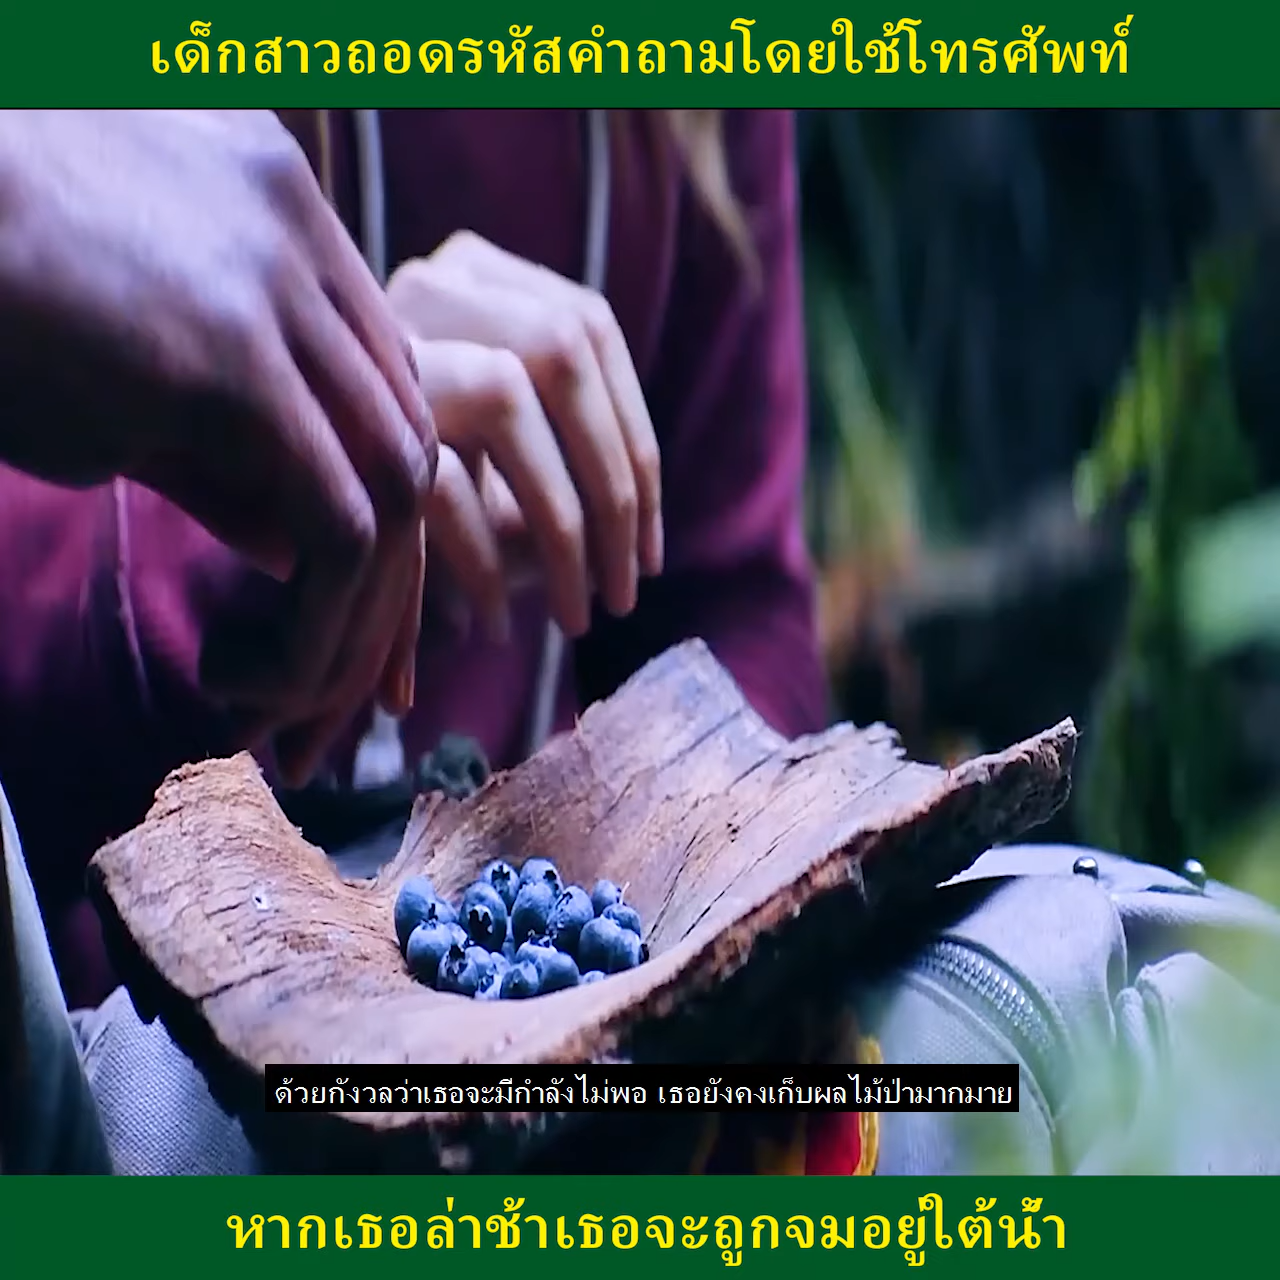 เด็กสาวถอดรหัสคำถามโดยใช้โทรศัพท์
ด้วยกังวลว่าเธอจะมีกำลังไม่พอ เธอยังคงเก็บผลไม้ป่ามากมาย
หากเธอล่าช้าเธอจะถูกจมอยู่ใต้น้ำ